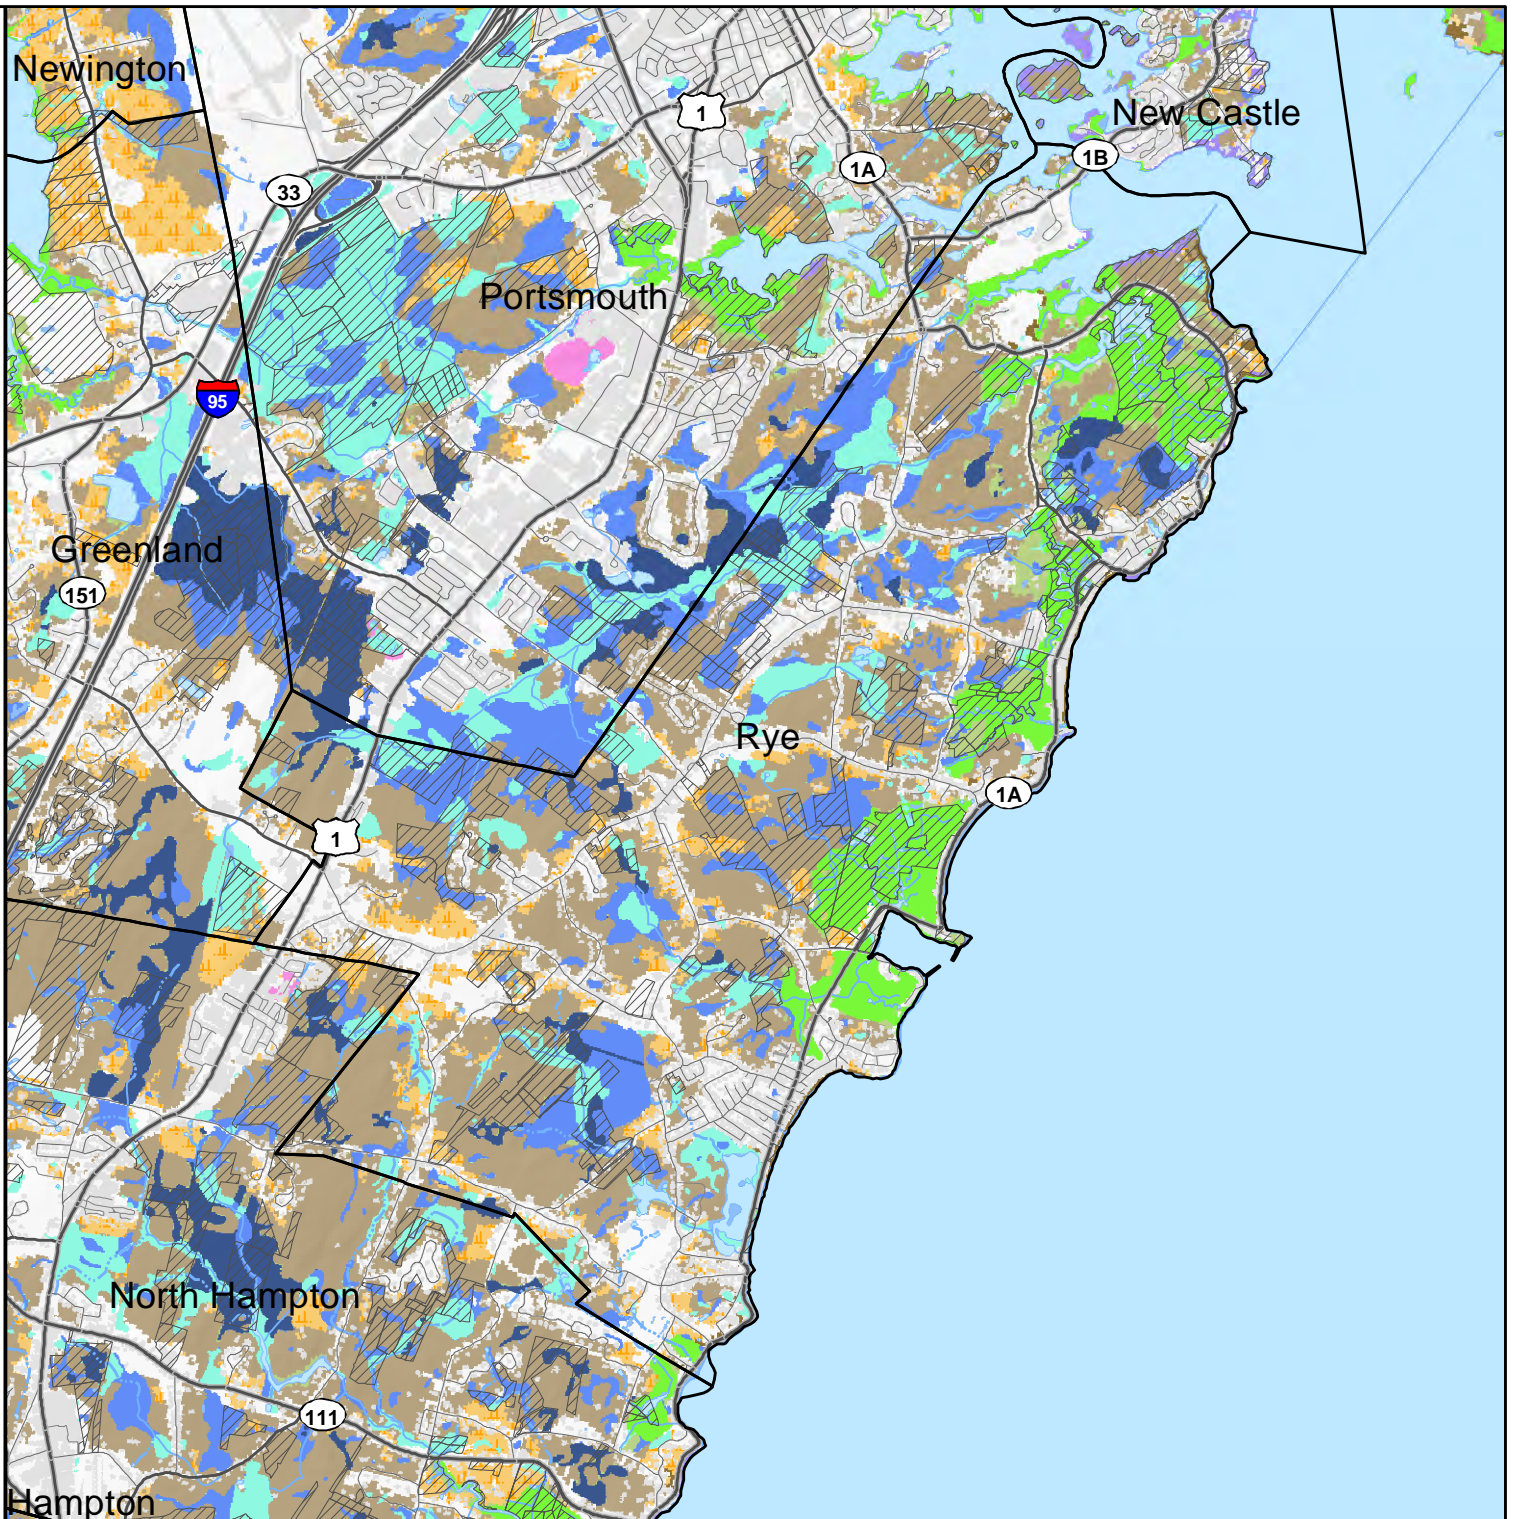 Newington
1
New Castle
1B
1A
33
Portsmouth
95
Greenland
151
Rye
1A
1
North Hampton
111
Hampton